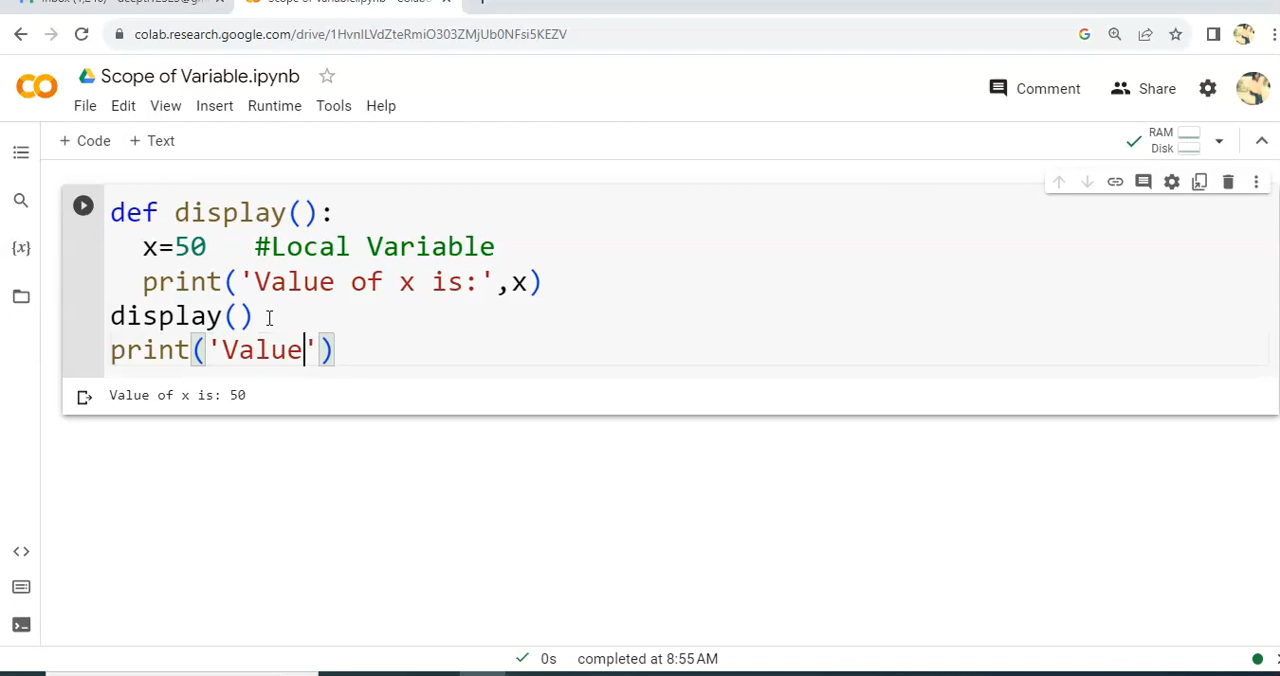 colab.research.google.com/drive/1HvnILVdZteRmiO303ZMjUb0NFsi5KEZV
Scope of Variable.ipynb
File Edit View Insert Runtime Tools Help
Comment Share
+ Code + Text
RAM
Disk
{x}
def display():
x=50 #Local Variable
print('Value of x is:',x)
display()
print('Value')
Value of x is: 50
0s completed at 8:55 AM